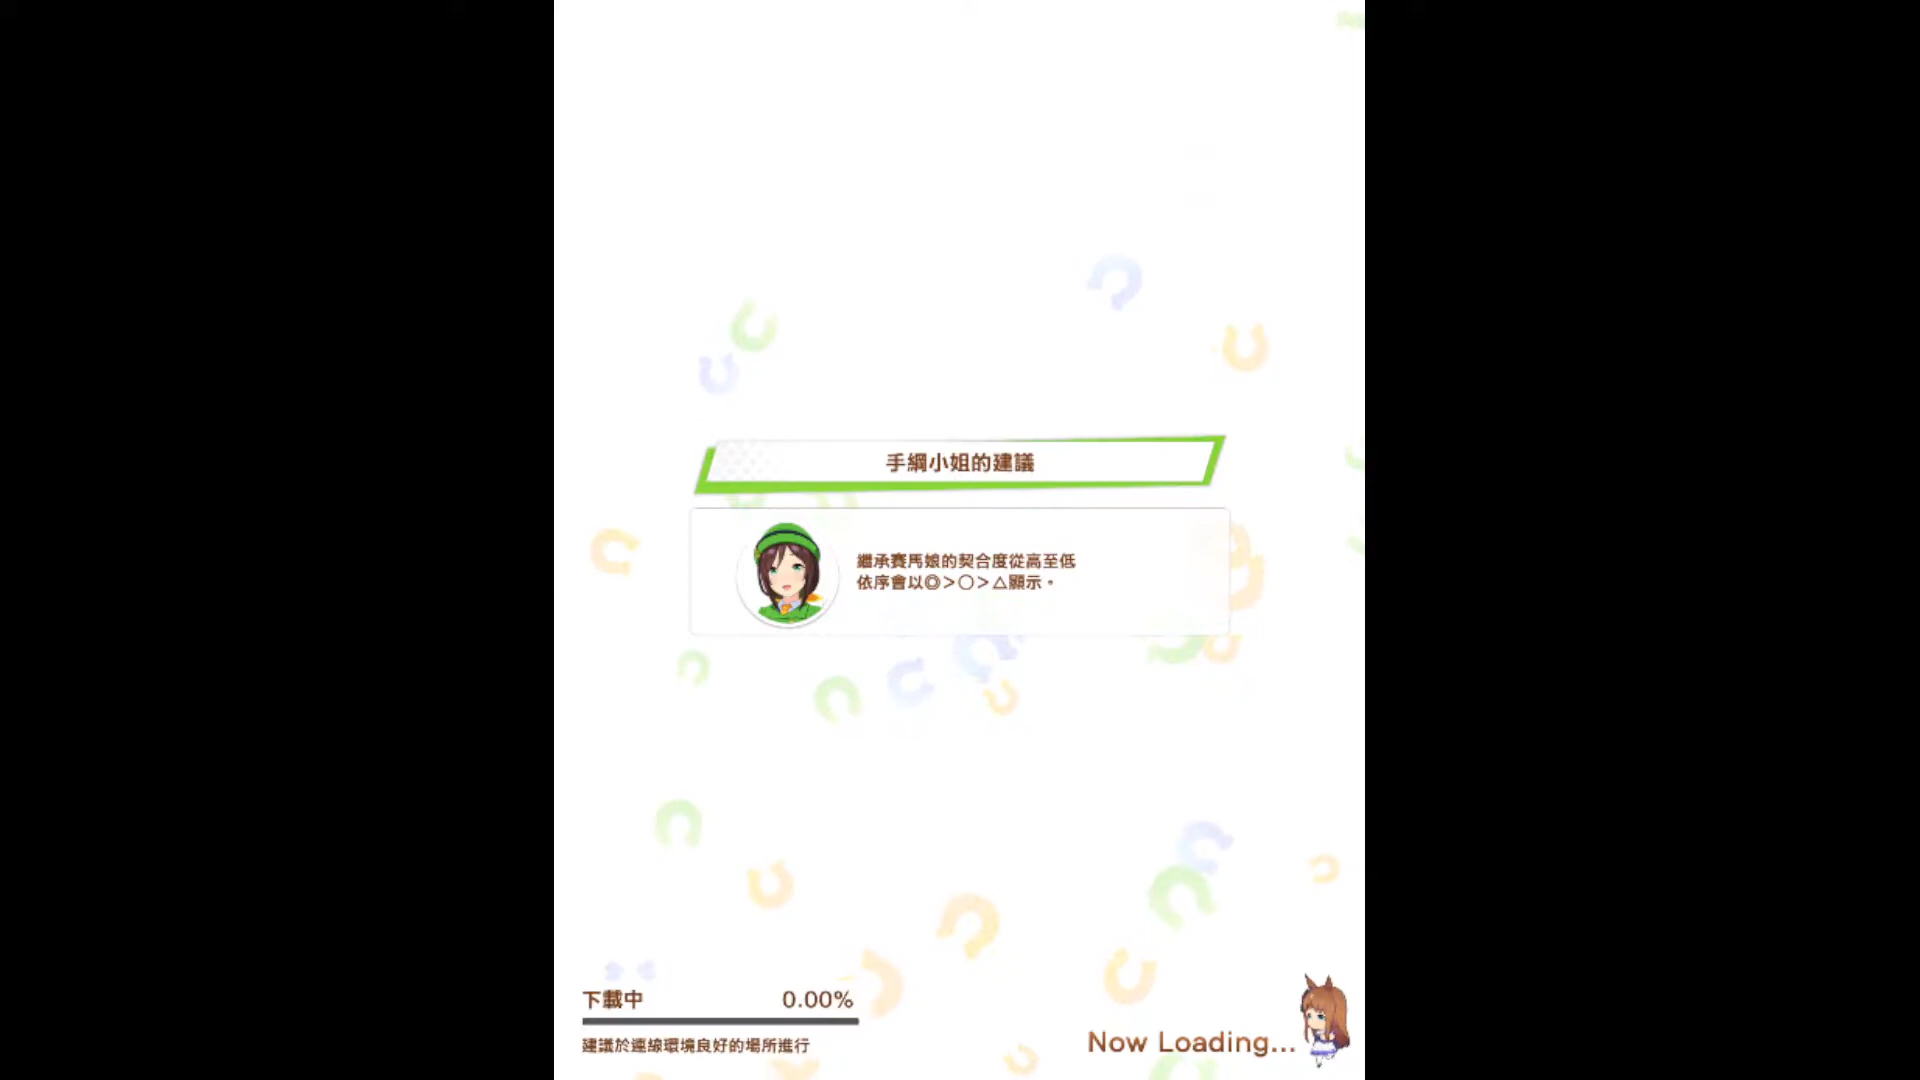 手綱小姐的建議
繼承賽馬娘的契合度從高至低
依序會以◎>○>△顯示。
下載中 0.00%
建議於連線環境良好的場所進行
Now Loading...